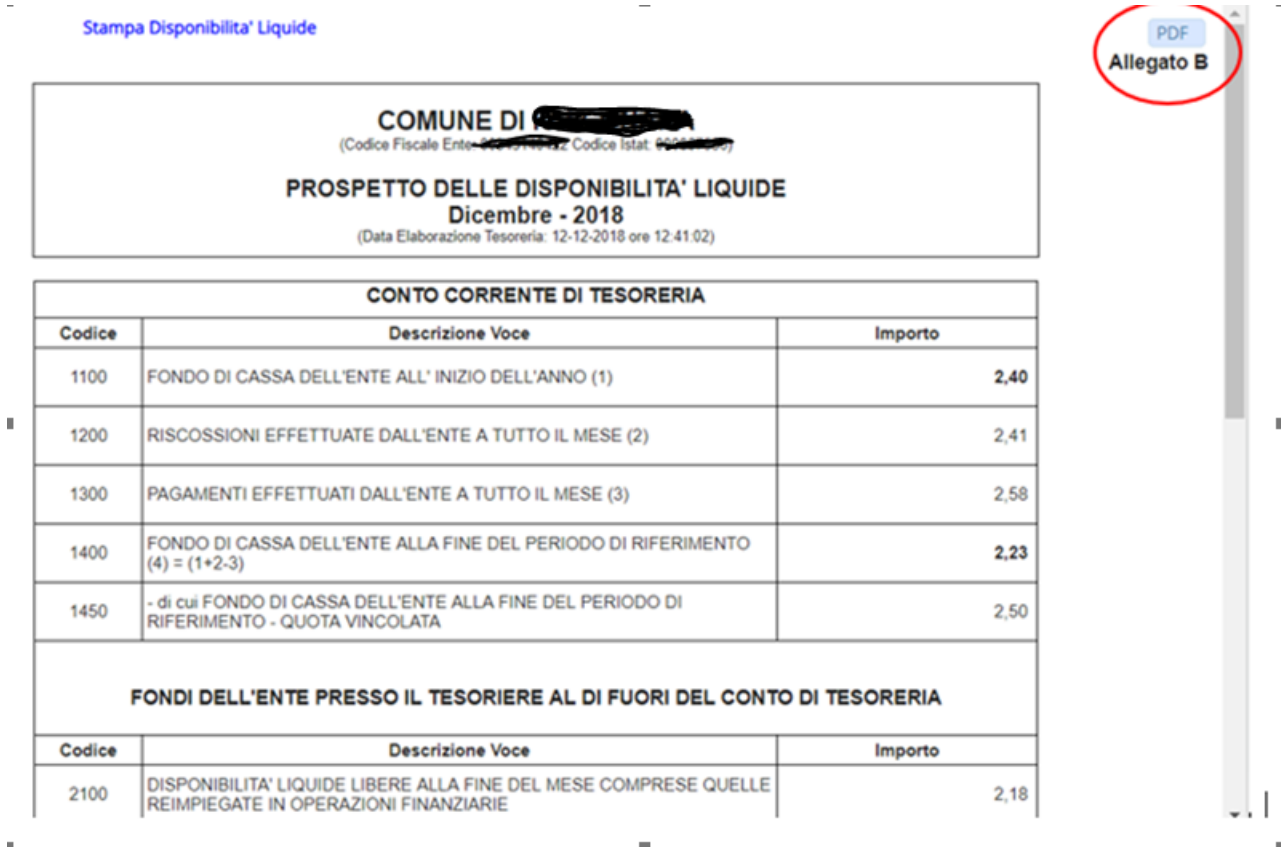 Stampa Disponibilita' Liquide
PDF
Allegato B
COMUNE DI
(Codice Fiscale Ente: Codice Istat:
PROSPETTO DELLE DISPONIBILITA' LIQUIDE
Dicembre - 2018
(Data Elaborazione Tesoreria: 12-12-2018 ore 12:41:02)
CONTO CORRENTE DI TESORERIA
Codice Descrizione Voce Importo
1100 FONDO DI CASSA DELL'ENTE ALL' INIZIO DELL'ANNO (1) 2,40
1200 RISCOSSIONI EFFETTUATE DALL'ENTE A TUTTO IL MESE (2) 2,41
1300 PAGAMENTI EFFETTUATI DALL'ENTE A TUTTO IL MESE (3) 2,58
1400 FONDO DI CASSA DELL'ENTE ALLA FINE DEL PERIODO DI RIFERIMENTO
(4) = (1+2-3) 2,23
1450 - di cui FONDO DI CASSA DELL'ENTE ALLA FINE DEL PERIODO DI
RIFERIMENTO - QUOTA VINCOLATA 2,50
FONDI DELL'ENTE PRESSO IL TESORIERE AL DI FUORI DEL CONTO DI TESORERIA
Codice Descrizione Voce Importo
2100 DISPONIBILITA' LIQUIDE LIBERE ALLA FINE DEL MESE COMPRESE QUELLE
REIMPIEGATE IN OPERAZIONI FINANZIARIE 2,18